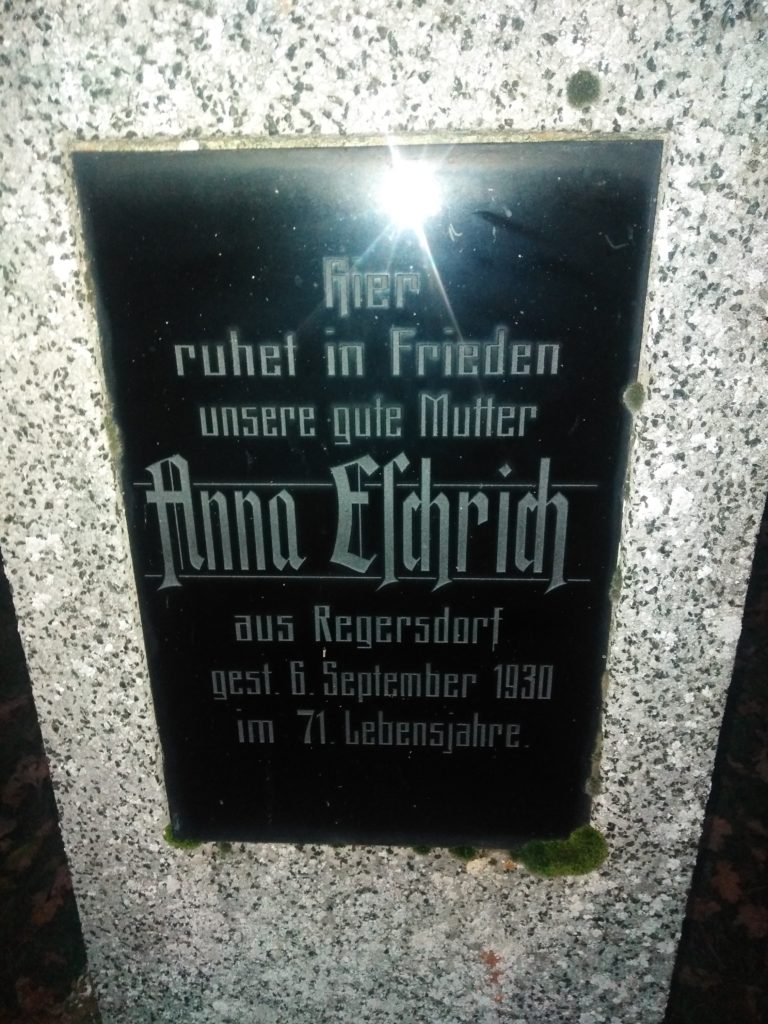 Hier
ruhet in Frieden
unsere gute Mutter
Anna Eſchrich
aus Regersdorf
gest. 6. September 1930
im 71. Lebensjahre.